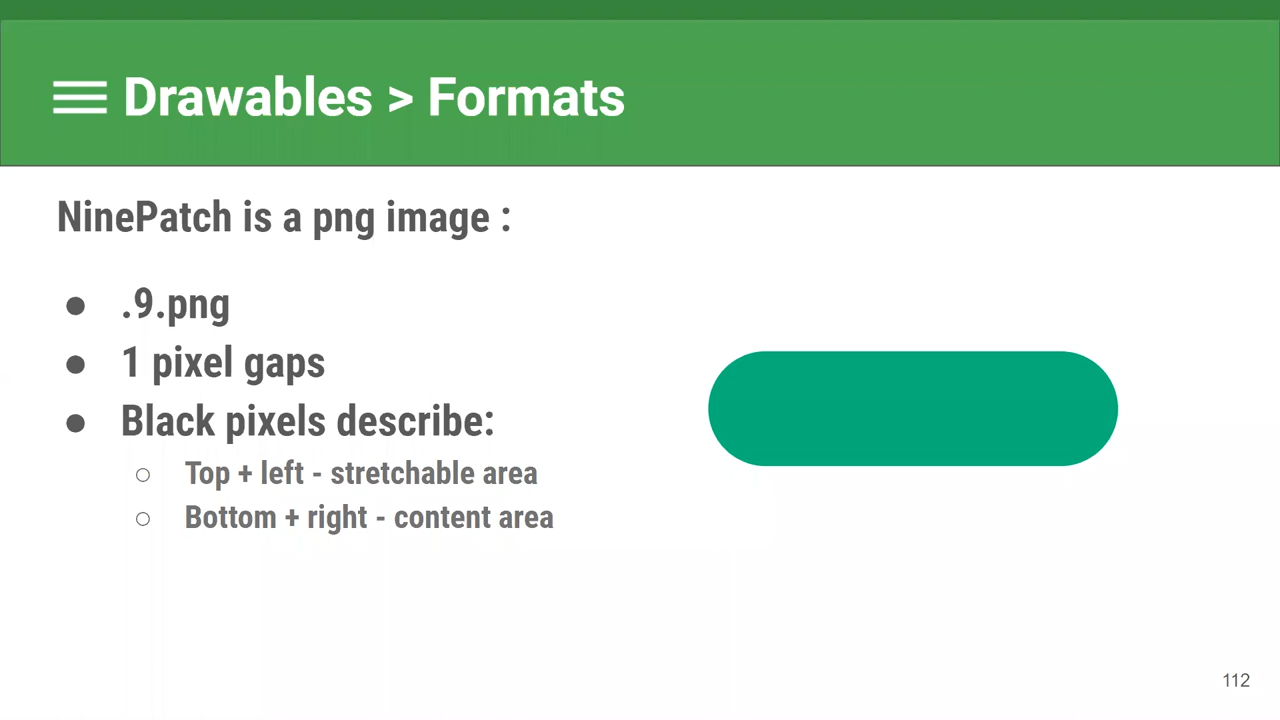 Drawables > Formats
NinePatch is a png image :
● .9.png
● 1 pixel gaps
● Black pixels describe:
○ Top + left - stretchable area
○ Bottom + right - content area
112